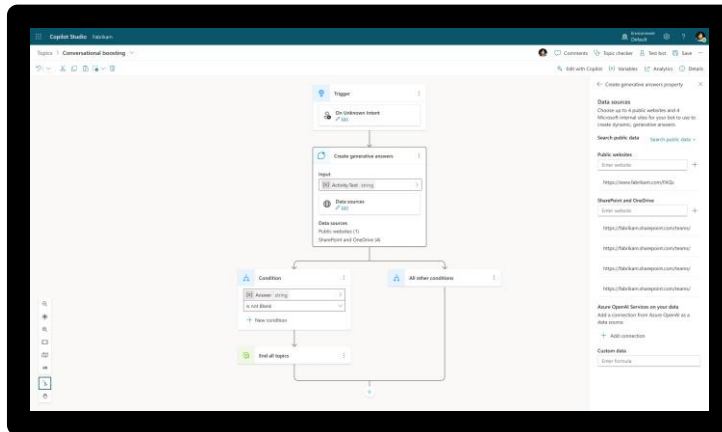 Copilot Studio Fabrikam
Environment
Default
?
Topics > Conversational boosting
Comments Topic checker Test bot Save
Edit with Copilot {x} Variables Analytics Details
Trigger
On Unknown Intent
Edit
Create generative answers
Input
{x} Activity.Text string
Data sources
Edit
Data sources
Public websites (1)
SharePoint and OneDrive (4)
Condition
{x} Answer string
is not Blank
+ New condition
All other conditions
End all topics
Create generative answers property
Data sources
Choose up to 4 public websites and 4
Microsoft internal sites for your bot to use to
create dynamic, generative answers.
Search public data Search public data
Public websites
Enter website
https://www.fabrikam.com/FAQs
SharePoint and OneDrive
Enter website
https://fabrikam.sharepoint.com/teams/
https://fabrikam.sharepoint.com/teams/
https://fabrikam.sharepoint.com/teams/
https://fabrikam.sharepoint.com/teams/
Azure OpenAI Services on your data
Add a connection from Azure OpenAI as a
data source.
+ Add connection
Custom data
Enter formula